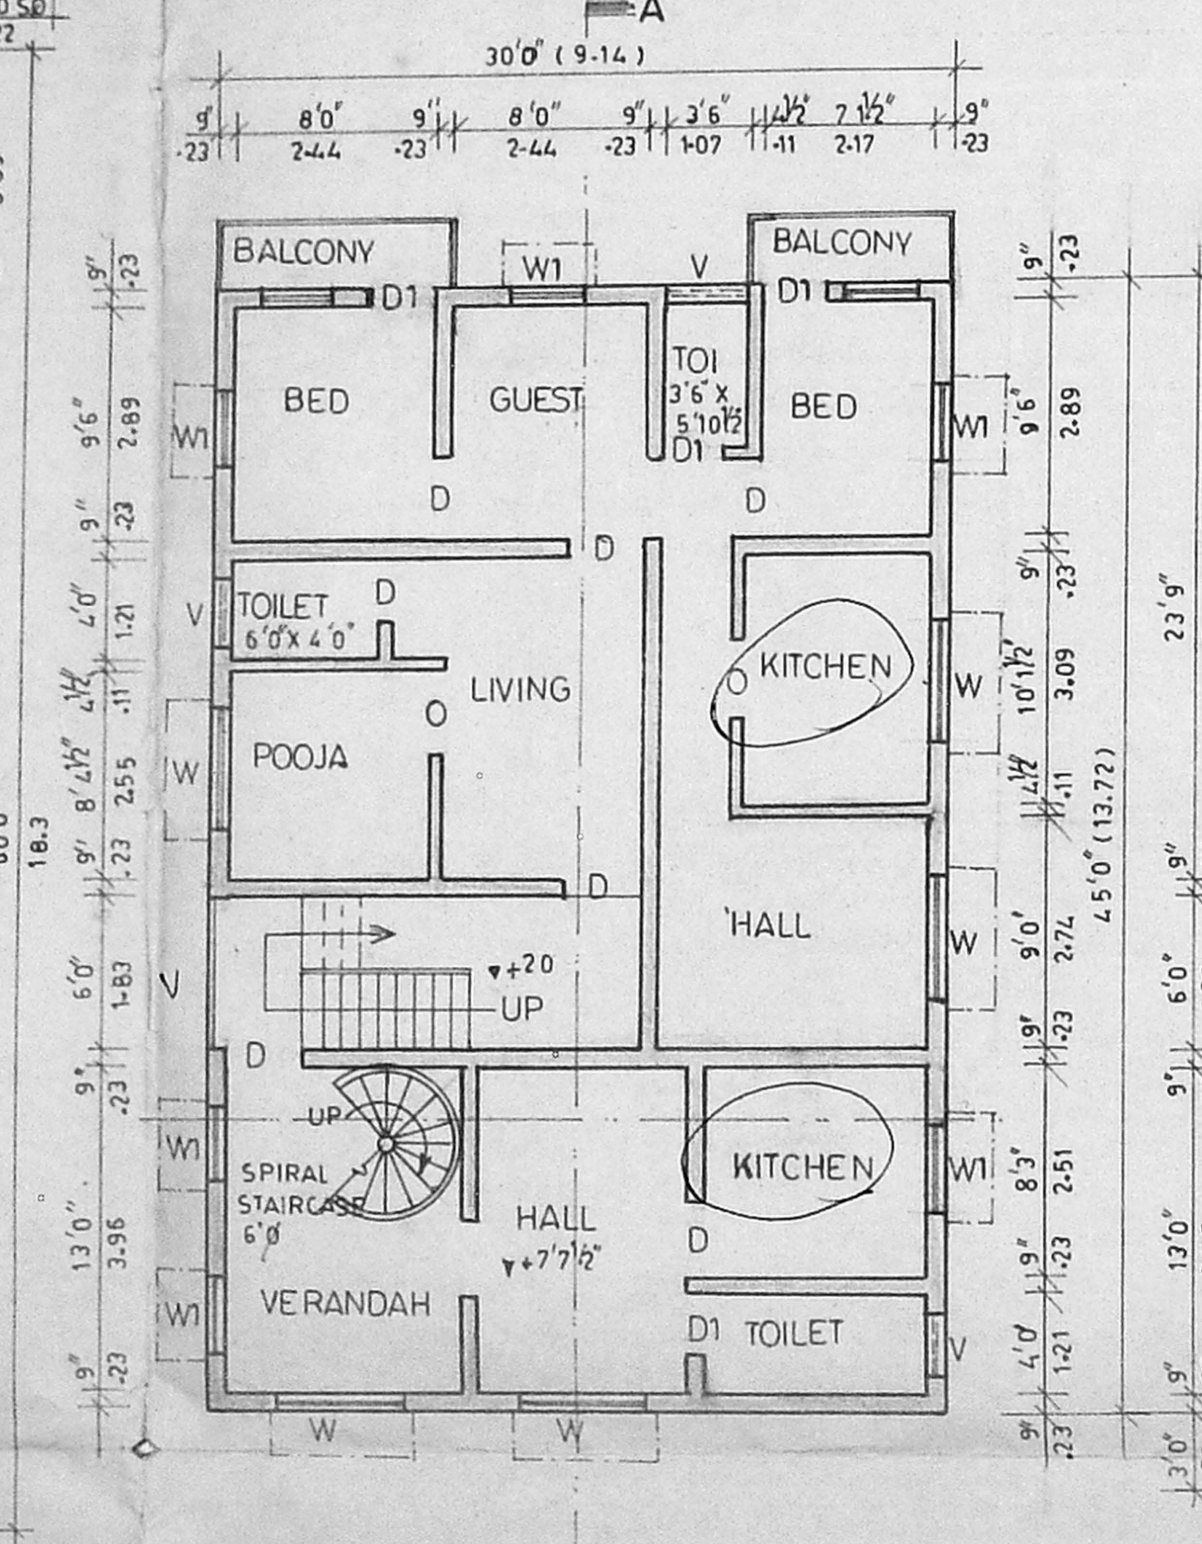 A
30'0" (9.14)
9" 8'0" 9" 8'0" 9" 3'6" 4½" 7 1½" 9"
.23 2.44 .23 2.44 .23 1.07 .11 2.17 .23
BALCONY
BALCONY
W1
V
D1
D1
BED
GUEST
TOI
3'6" X
5'10½"
D1
BED
W1
W1
D
D
D
TOILET
6'0" X 4'0"
D
V
KITCHEN
O
W
LIVING
O
POOJA
W
D
HALL
W
V
+20
UP
D
UP
SPIRAL
STAIRCASE
6'0
W1
HALL
+7'7½"
KITCHEN
W1
D
VERANDAH
W1
D1
TOILET
V
W
W
9" .23
9'6" 2.89
9" .23
4'0" 1.21
4½" .11
8'4½" 2.55
9" .23
6'0" 1.83
9" .23
13'0" 3.96
9" .23
18.3
9" .23
9'6" 2.89
9" .23
10'1½" 3.09
4½" .11
9'0" 2.74
9" .23
8'3" 2.51
9" .23
4'0" 1.21
9" .23
45'0" (13.72)
23'9"
9"
6'0"
9"
13'0"
9"
3'0"